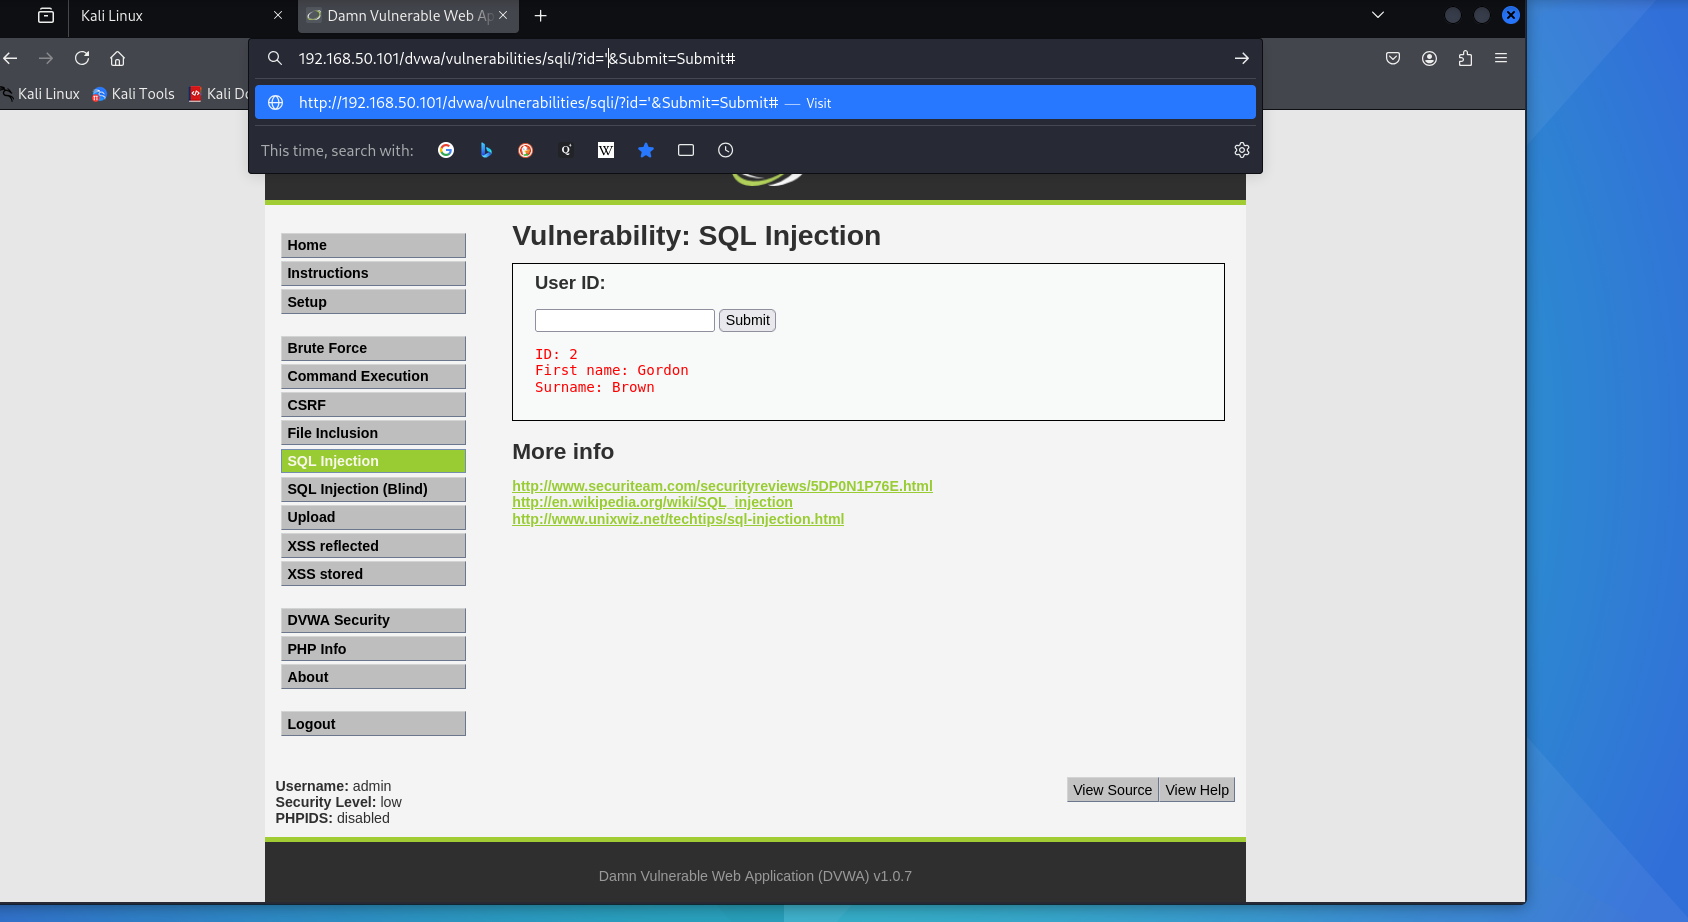 Kali Linux
Damn Vulnerable Web Ap
192.168.50.101/dvwa/vulnerabilities/sqli/?id='&Submit=Submit#
Kali Linux
Kali Tools
Kali Do
http://192.168.50.101/dvwa/vulnerabilities/sqli/?id='&Submit=Submit# — Visit
This time, search with:
Home
Instructions
Setup
Brute Force
Command Execution
CSRF
File Inclusion
SQL Injection
SQL Injection (Blind)
Upload
XSS reflected
XSS stored
DVWA Security
PHP Info
About
Logout
Vulnerability: SQL Injection
User ID:
Submit
ID: 2
First name: Gordon
Surname: Brown
More info
http://www.securiteam.com/securityreviews/5DP0N1P76E.html
http://en.wikipedia.org/wiki/SQL_injection
http://www.unixwiz.net/techtips/sql-injection.html
Username: admin
Security Level: low
PHPIDS: disabled
View Source
View Help
Damn Vulnerable Web Application (DVWA) v1.0.7